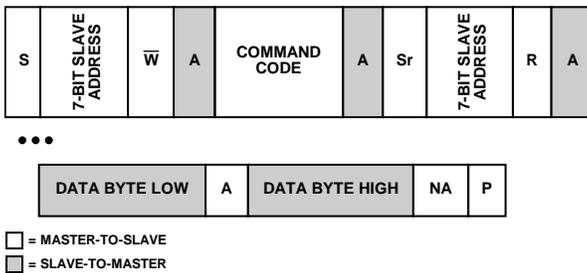 S 7-BIT SLAVE ADDRESS W̅ A COMMAND CODE A Sr 7-BIT SLAVE ADDRESS R A
•••
DATA BYTE LOW A DATA BYTE HIGH NA P
= MASTER-TO-SLAVE
= SLAVE-TO-MASTER